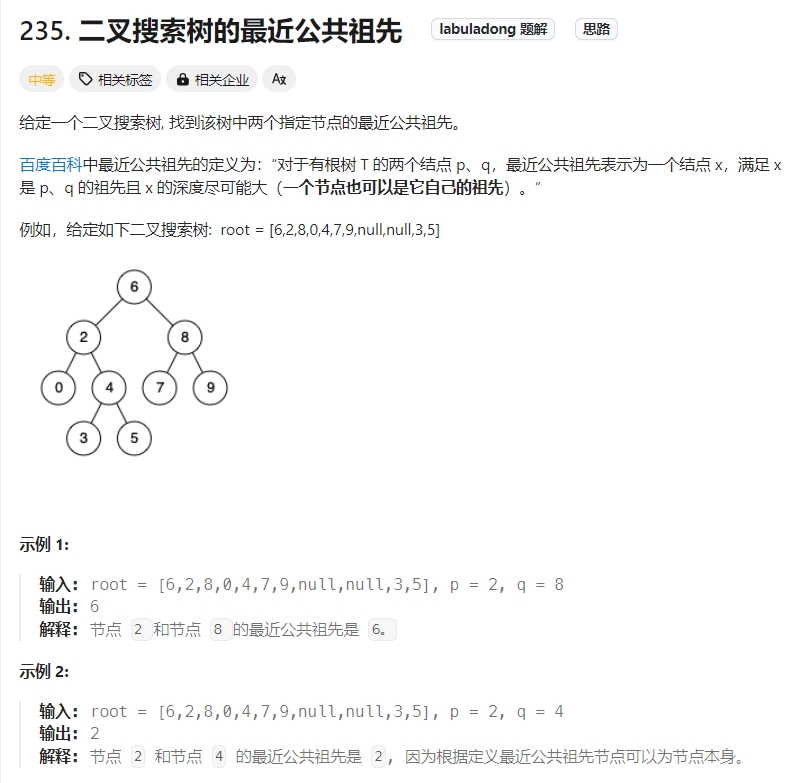 235. 二叉搜索树的最近公共祖先 labuladong 题解 思路
中等 相关标签 相关企业 Ax
给定一个二叉搜索树, 找到该树中两个指定节点的最近公共祖先。
百度百科中最近公共祖先的定义为：“对于有根树 T 的两个结点 p、q，最近公共祖先表示为一个结点 x，满足 x
是 p、q 的祖先且 x 的深度尽可能大（一个节点也可以是它自己的祖先）。”
例如，给定如下二叉搜索树: root = [6,2,8,0,4,7,9,null,null,3,5]
6
2 8
0 4 7 9
3 5
示例 1:
输入: root = [6,2,8,0,4,7,9,null,null,3,5], p = 2, q = 8
输出: 6
解释: 节点 2 和节点 8 的最近公共祖先是 6。
示例 2:
输入: root = [6,2,8,0,4,7,9,null,null,3,5], p = 2, q = 4
输出: 2
解释: 节点 2 和节点 4 的最近公共祖先是 2, 因为根据定义最近公共祖先节点可以为节点本身。